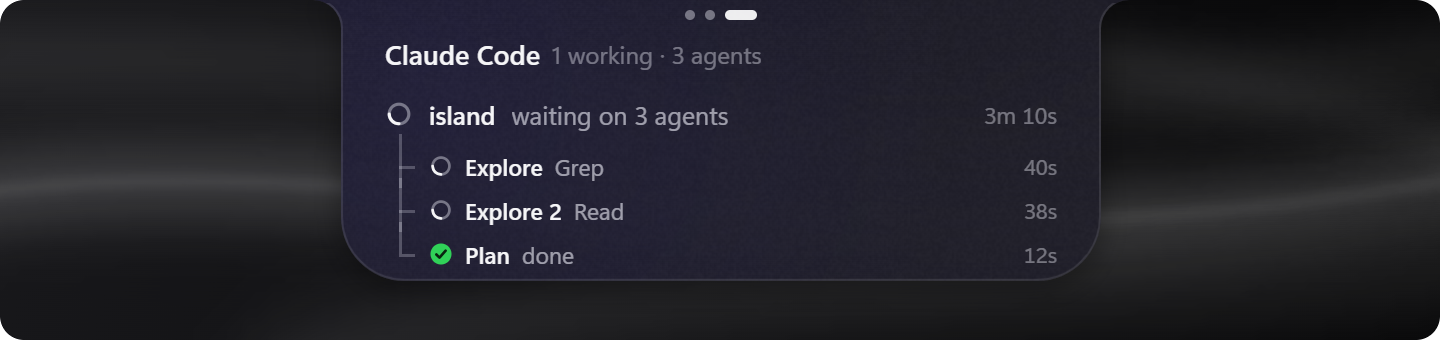 Claude Code 1 working · 3 agents
island waiting on 3 agents 3m 10s
Explore Grep 40s
Explore 2 Read 38s
Plan done 12s